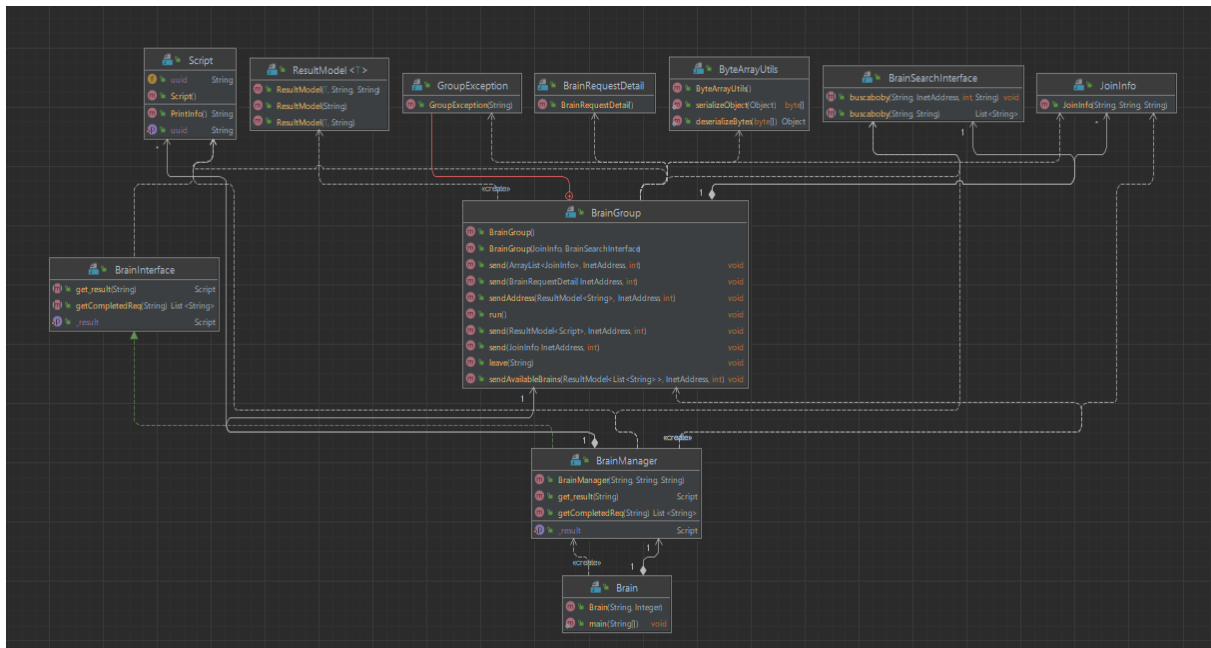 Script
uuid String
Script()
PrintInfo() String
uuid String
ResultModel <T>
ResultModel(T, String, String)
ResultModel(String)
ResultModel(T, String)
GroupException
GroupException(String)
BrainRequestDetail
BrainRequestDetail()
ByteArrayUtils
ByteArrayUtils()
serializeObject(Object) byte[]
deserializeBytes(byte[]) Object
BrainSearchInterface
buscaboby(String, InetAddress, int, String) void
buscaboby(String, String) List<String>
JoinInfo
JoinInfo(String, String, String)
*
1
*
«create»
1
BrainGroup
BrainGroup()
BrainGroup(JoinInfo, BrainSearchInterface)
send(ArrayList<JoinInfo>, InetAddress, int) void
send(BrainRequestDetail, InetAddress, int) void
sendAddress(ResultModel<String>, InetAddress, int) void
run() void
send(ResultModel<Script>, InetAddress, int) void
send(JoinInfo, InetAddress, int) void
leave(String) void
sendAvailableBrains(ResultModel<List<String>>, InetAddress, int) void
BrainInterface
get_result(String) Script
getCompletedReq(String) List<String>
_result Script
1
1
«create»
BrainManager
BrainManager(String, String, String)
get_result(String) Script
getCompletedReq(String) List<String>
_result Script
1
«create»
1
Brain
Brain(String, Integer)
main(String[]) void